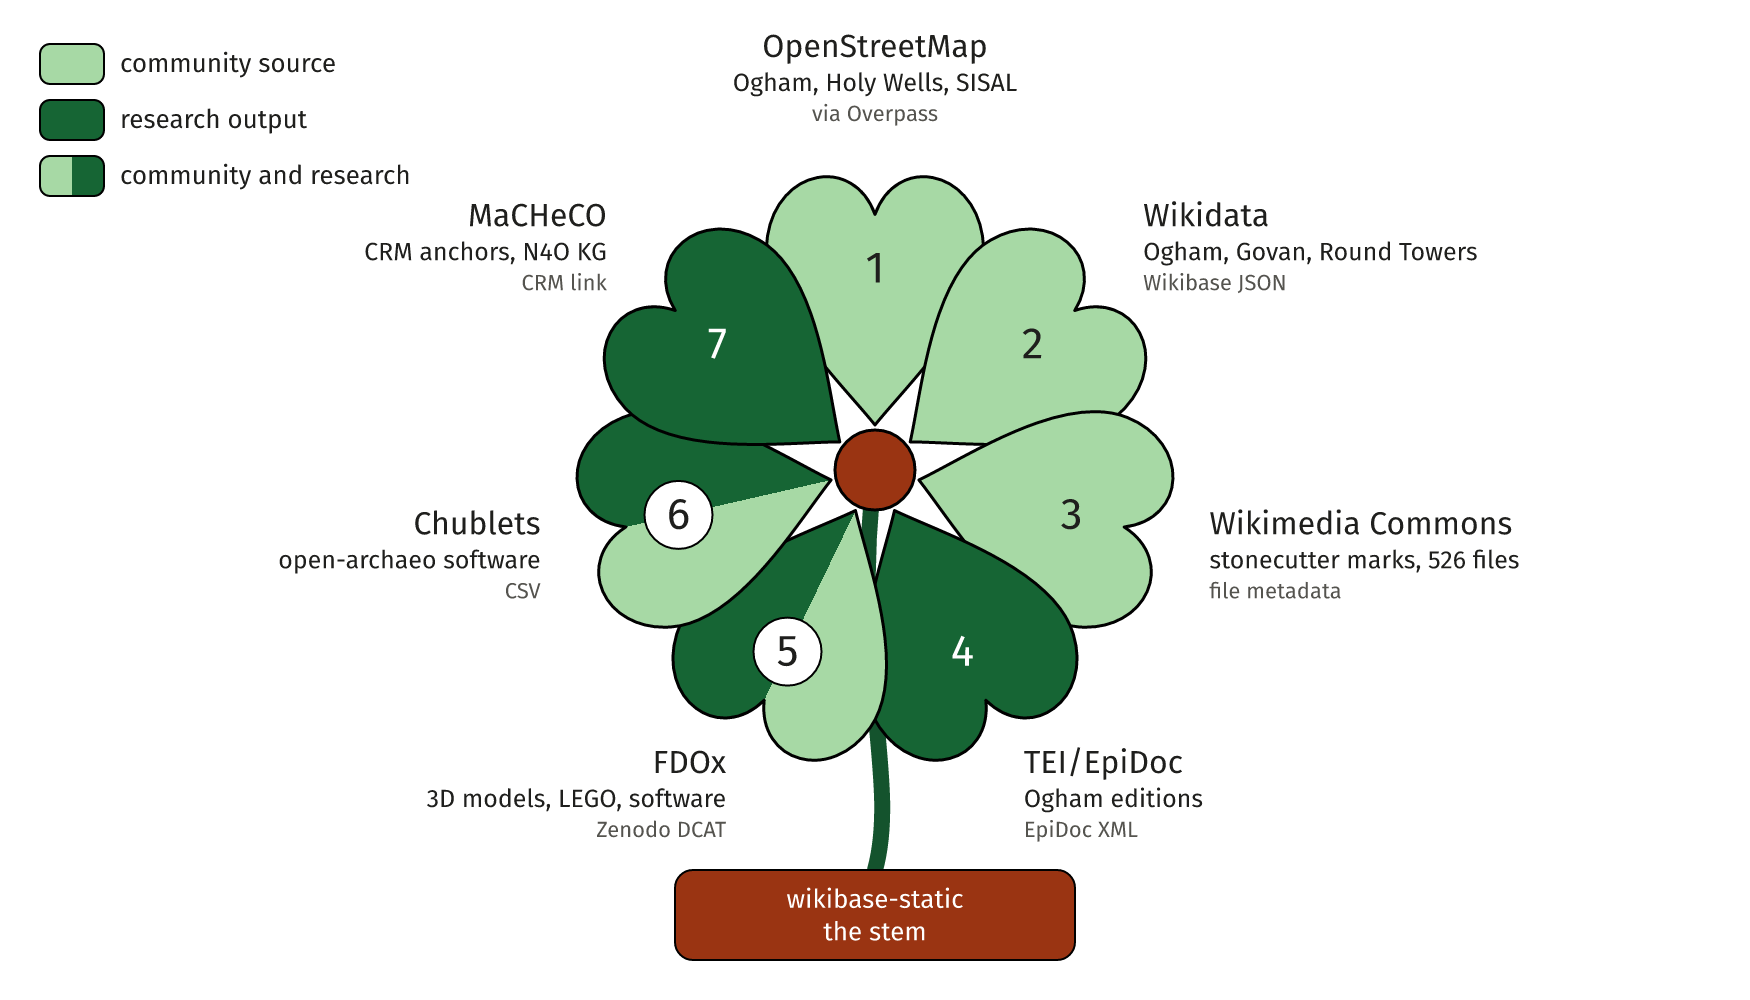 community source
research output
community and research
OpenStreetMap
Ogham, Holy Wells, SISAL
via Overpass
MaCHeCO
CRM anchors, N4O KG
CRM link
Wikidata
Ogham, Govan, Round Towers
Wikibase JSON
1
7
2
6
3
Chublets
open-archaeo software
CSV
Wikimedia Commons
stonecutter marks, 526 files
file metadata
5
4
FDOx
3D models, LEGO, software
Zenodo DCAT
TEI/EpiDoc
Ogham editions
EpiDoc XML
wikibase-static
the stem